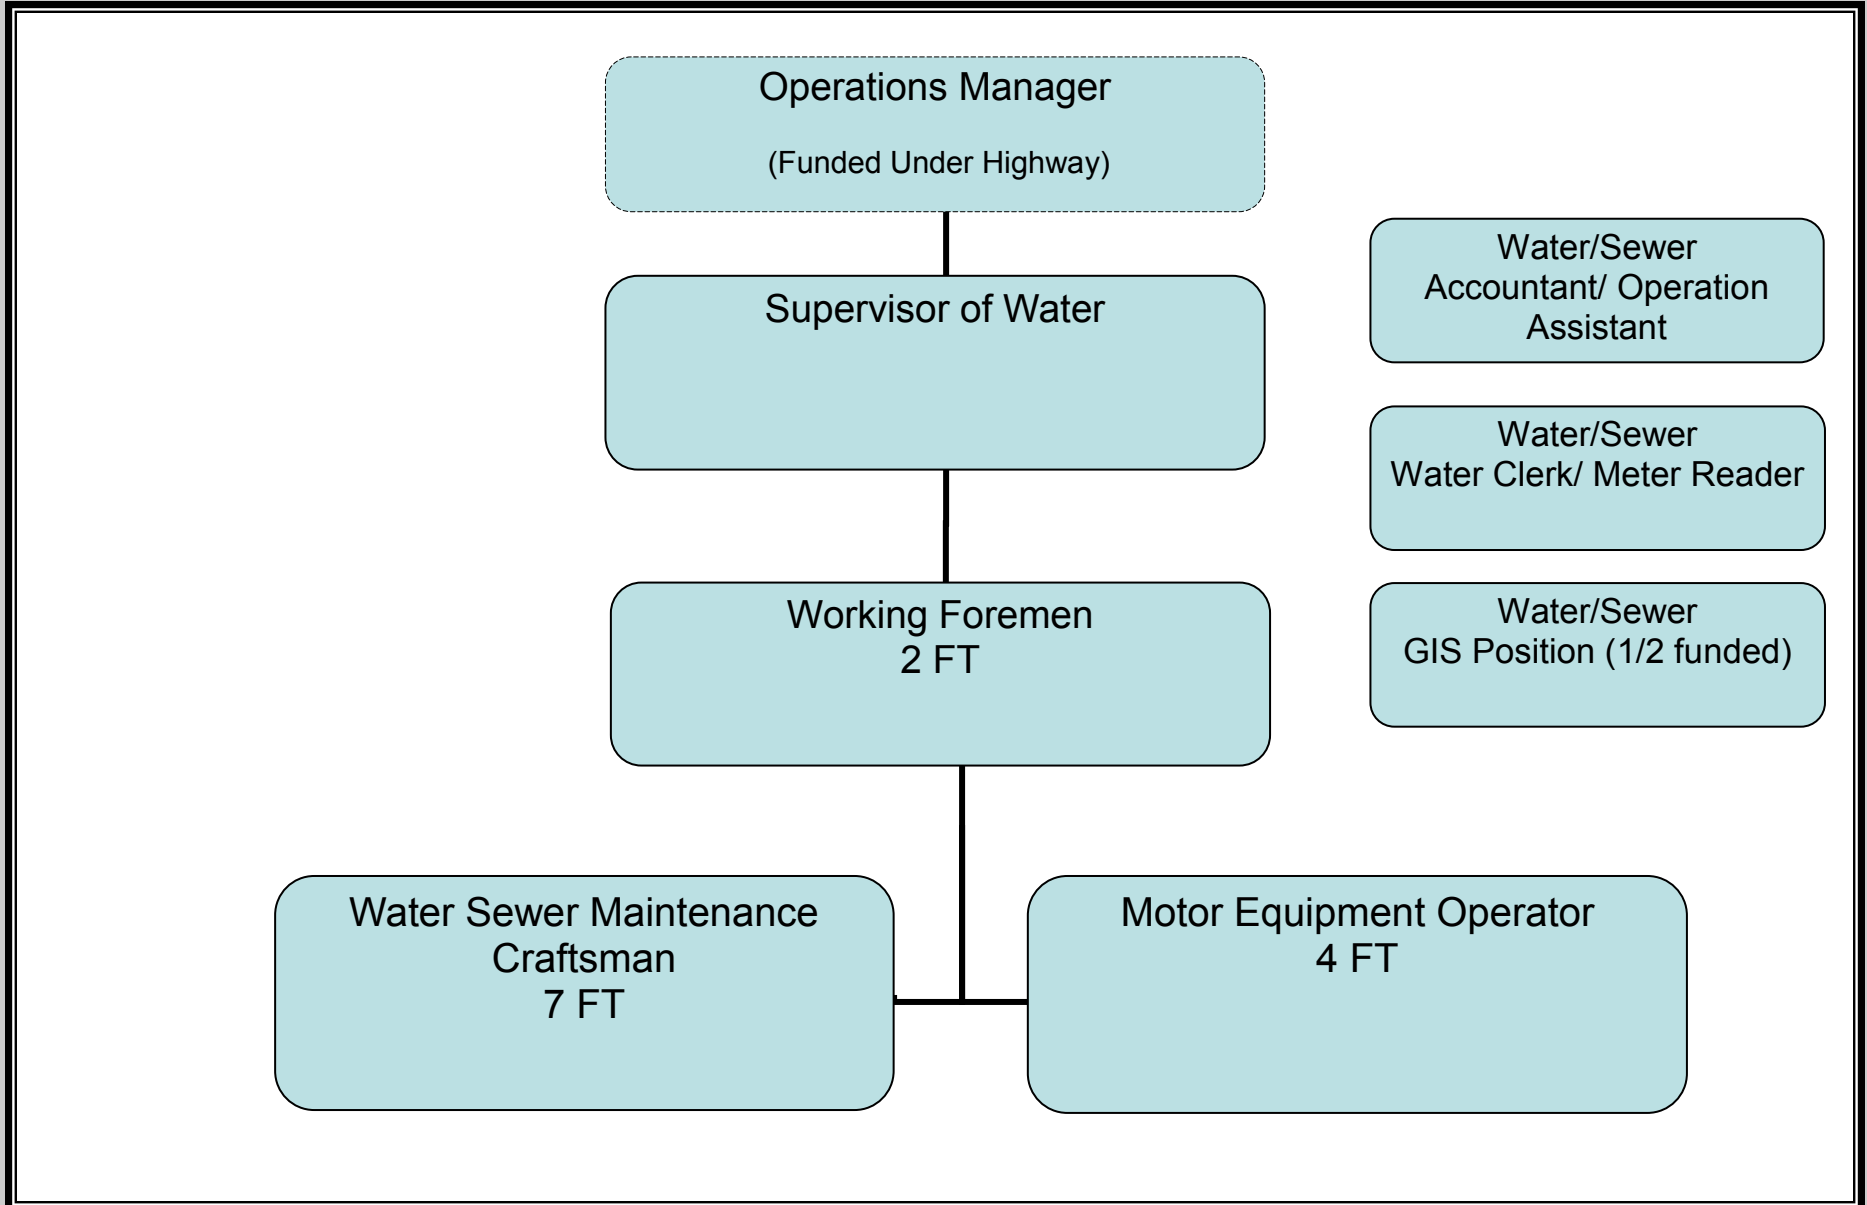 Operations Manager
(Funded Under Highway)
Supervisor of Water
Water/Sewer
Accountant/ Operation
Assistant
Water/Sewer
Water Clerk/ Meter Reader
Working Foremen
2 FT
Water/Sewer
GIS Position (1/2 funded)
Water Sewer Maintenance
Craftsman
7 FT
Motor Equipment Operator
4 FT